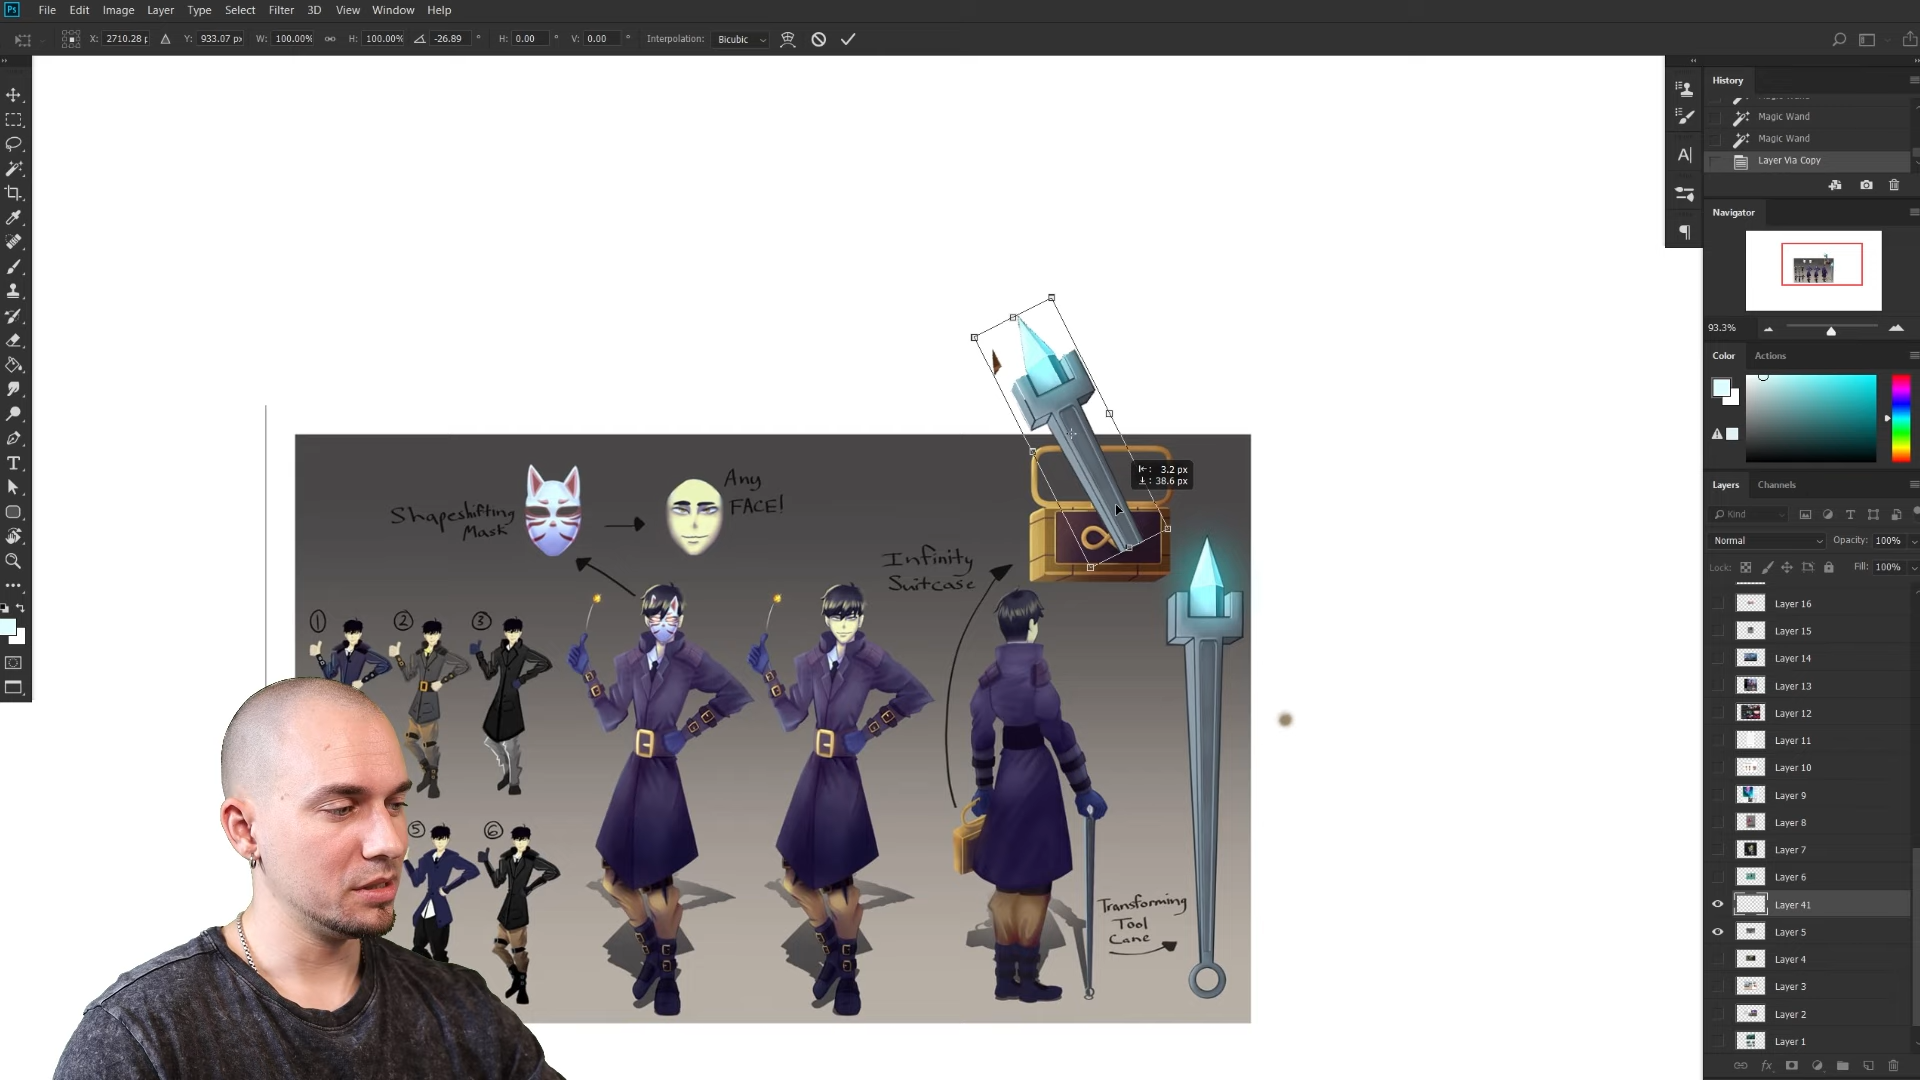 Ps File Edit Image Layer Type Select Filter 3D View Window Help
X: 2710.28 p Y: 933.07 px W: 100.00% H: 100.00% -26.89 ° H: 0.00 ° V: 0.00 ° Interpolation: Bicubic
History
Magic Wand
Magic Wand
Layer Via Copy
Navigator
93.3%
Color Actions
Layers Channels
Kind
Normal Opacity: 100%
Lock: Fill: 100%
Layer 16
Layer 15
Layer 14
Layer 13
Layer 12
Layer 11
Layer 10
Layer 9
Layer 8
Layer 7
Layer 6
Layer 41
Layer 5
Layer 4
Layer 3
Layer 2
Layer 1
fx
3.2 px
38.6 px
Shapeshifting
Mask
Any
FACE!
Infinity
Suitcase
1 2 3
5 6
Transforming
Tool
Cane